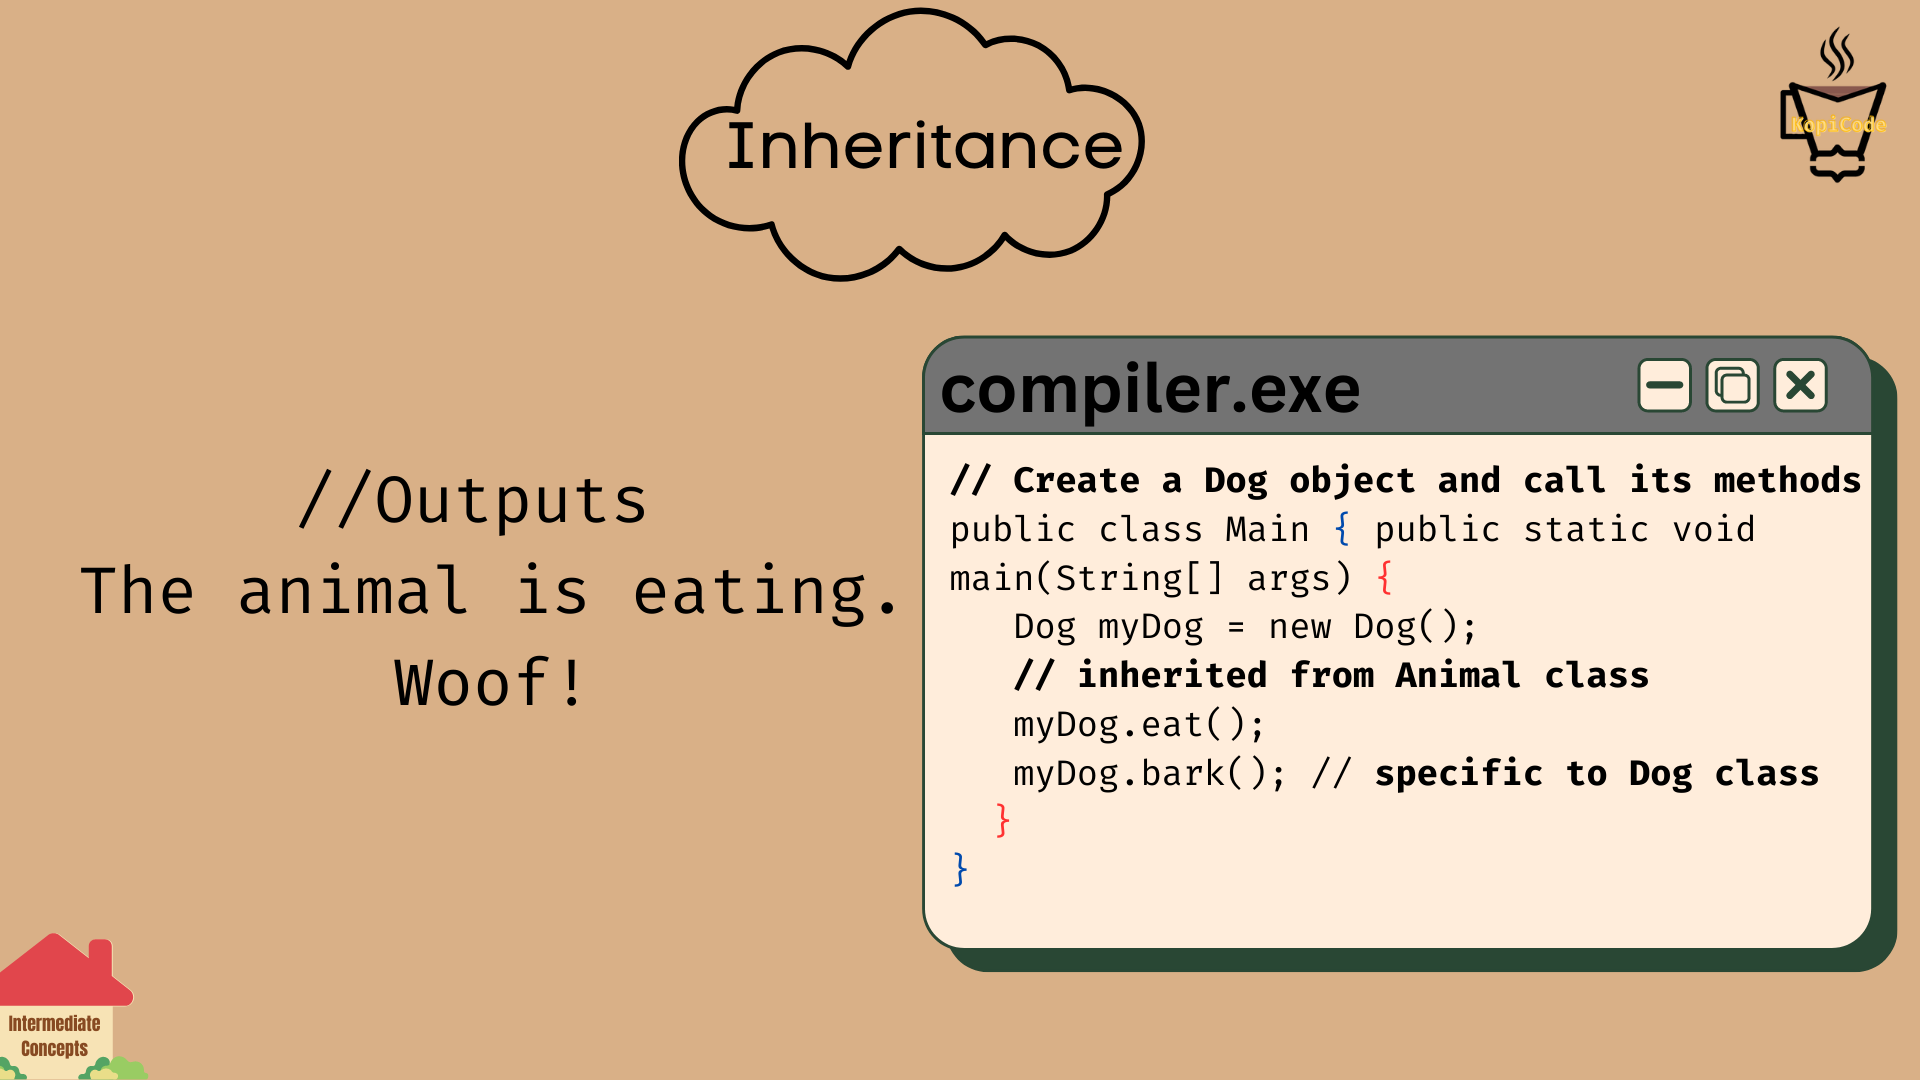 Inheritance
KopiCode
//Outputs
The animal is eating.
Woof!
compiler.exe
// Create a Dog object and call its methods
public class Main { public static void
main(String[] args) {
Dog myDog = new Dog();
// inherited from Animal class
myDog.eat();
myDog.bark(); // specific to Dog class
}
}
Intermediate
Concepts